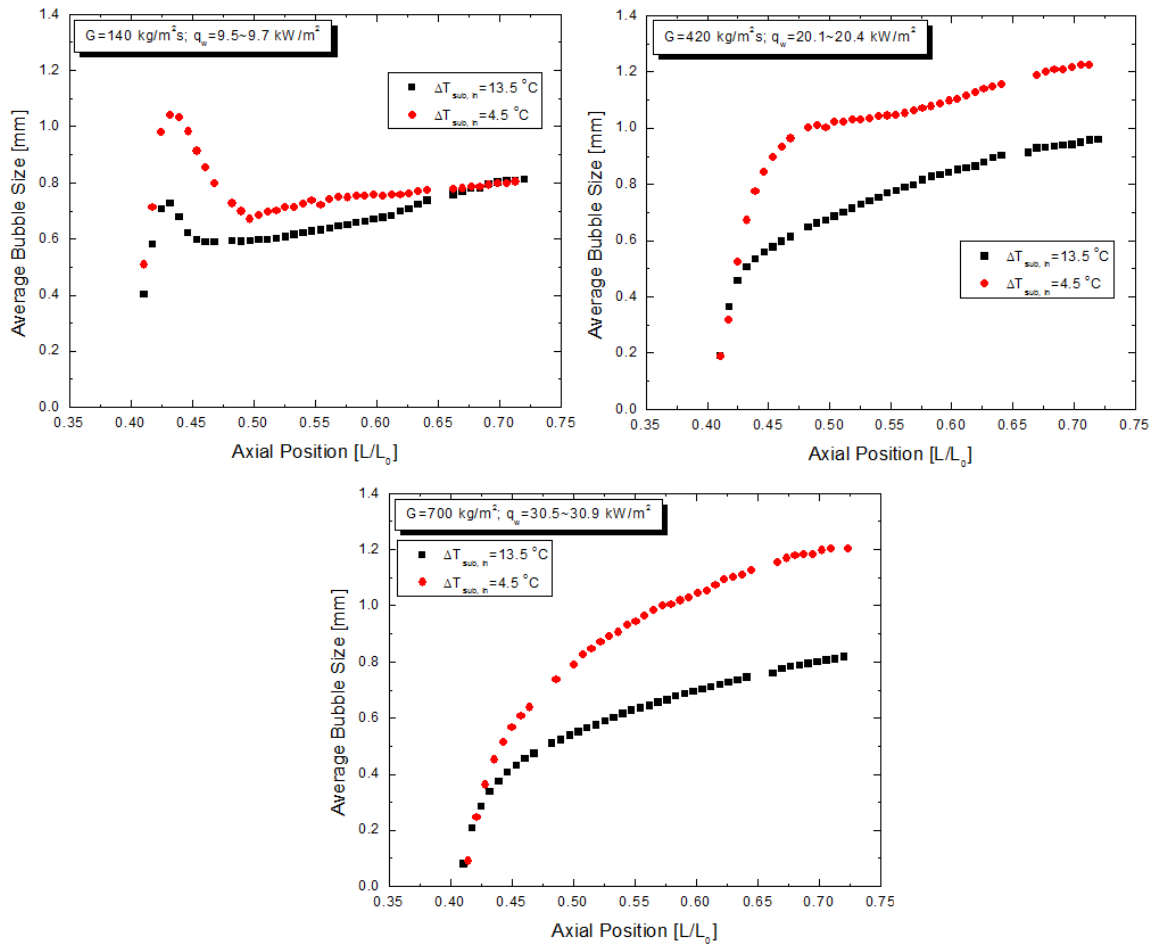 G=140 kg/m²s; q_w=9.5~9.7 kW/m²
ΔT_sub, in=13.5 °C
ΔT_sub, in=4.5 °C
Average Bubble Size [mm]
1.4
1.2
1.0
0.8
0.6
0.4
0.2
0.0
0.35 0.40 0.45 0.50 0.55 0.60 0.65 0.70 0.75
Axial Position [L/L₀]
G=420 kg/m²s; q_w=20.1~20.4 kW/m²
ΔT_sub, in=13.5 °C
ΔT_sub, in=4.5 °C
Average Bubble Size [mm]
1.4
1.2
1.0
0.8
0.6
0.4
0.2
0.0
0.35 0.40 0.45 0.50 0.55 0.60 0.65 0.70 0.75
Axial Position [L/L₀]
G=700 kg/m²; q_w=30.5~30.9 kW/m²
ΔT_sub, in=13.5 °C
ΔT_sub, in=4.5 °C
Average Bubble Size [mm]
1.4
1.2
1.0
0.8
0.6
0.4
0.2
0.0
0.35 0.40 0.45 0.50 0.55 0.60 0.65 0.70 0.75
Axial Position [L/L₀]